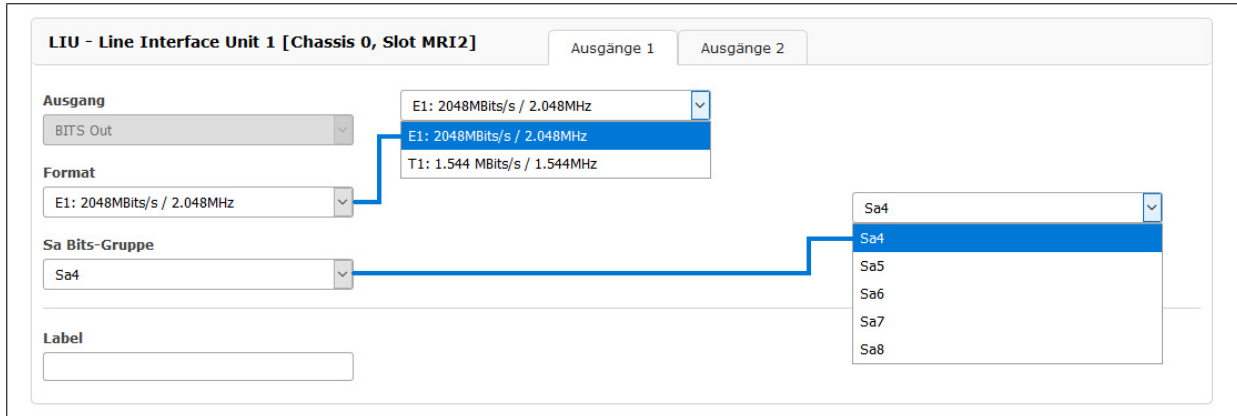 LIU - Line Interface Unit 1 [Chassis 0, Slot MRI2]
Ausgänge 1
Ausgänge 2
Ausgang
BITS Out
Format
E1: 2048MBits/s / 2.048MHz
Sa Bits-Gruppe
Sa4
Label
E1: 2048MBits/s / 2.048MHz
E1: 2048MBits/s / 2.048MHz
T1: 1.544 MBits/s / 1.544MHz
Sa4
Sa4
Sa5
Sa6
Sa7
Sa8